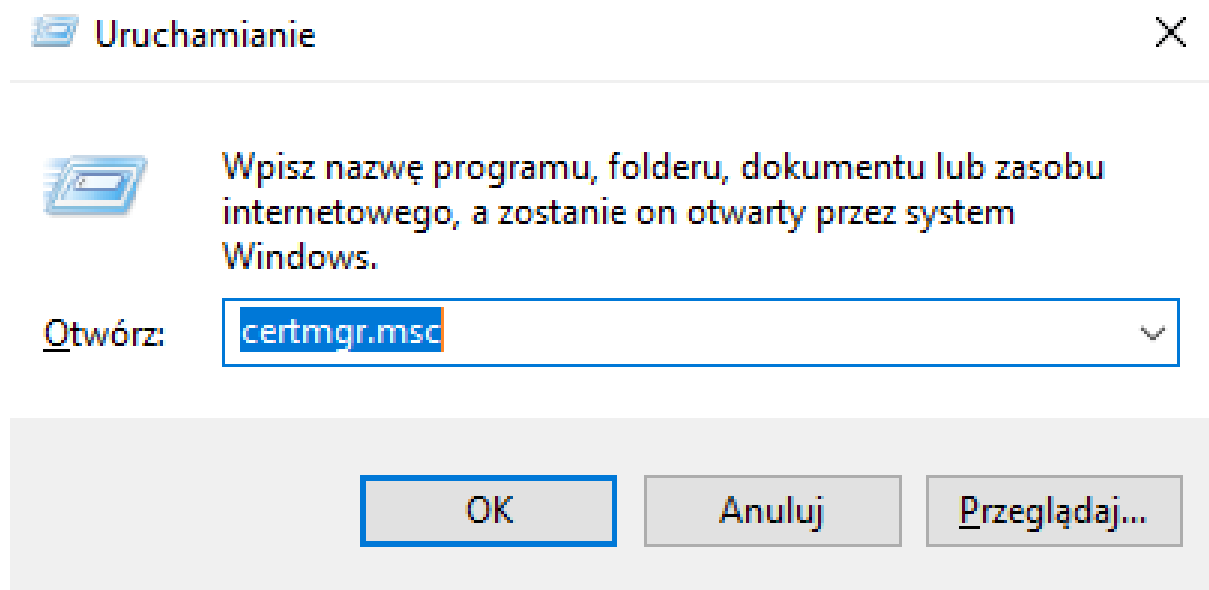 Uruchamianie
Wpisz nazwę programu, folderu, dokumentu lub zasobu
internetowego, a zostanie on otwarty przez system
Windows.
Otwórz: certmgr.msc
OK Anuluj Przeglądaj...